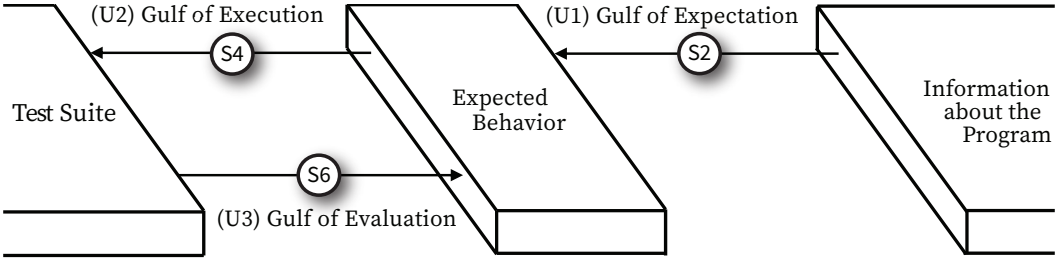 (U2) Gulf of Execution
(U1) Gulf of Expectation
S4
S2
Test Suite
Expected
Behavior
Information
about the
Program
S6
(U3) Gulf of Evaluation